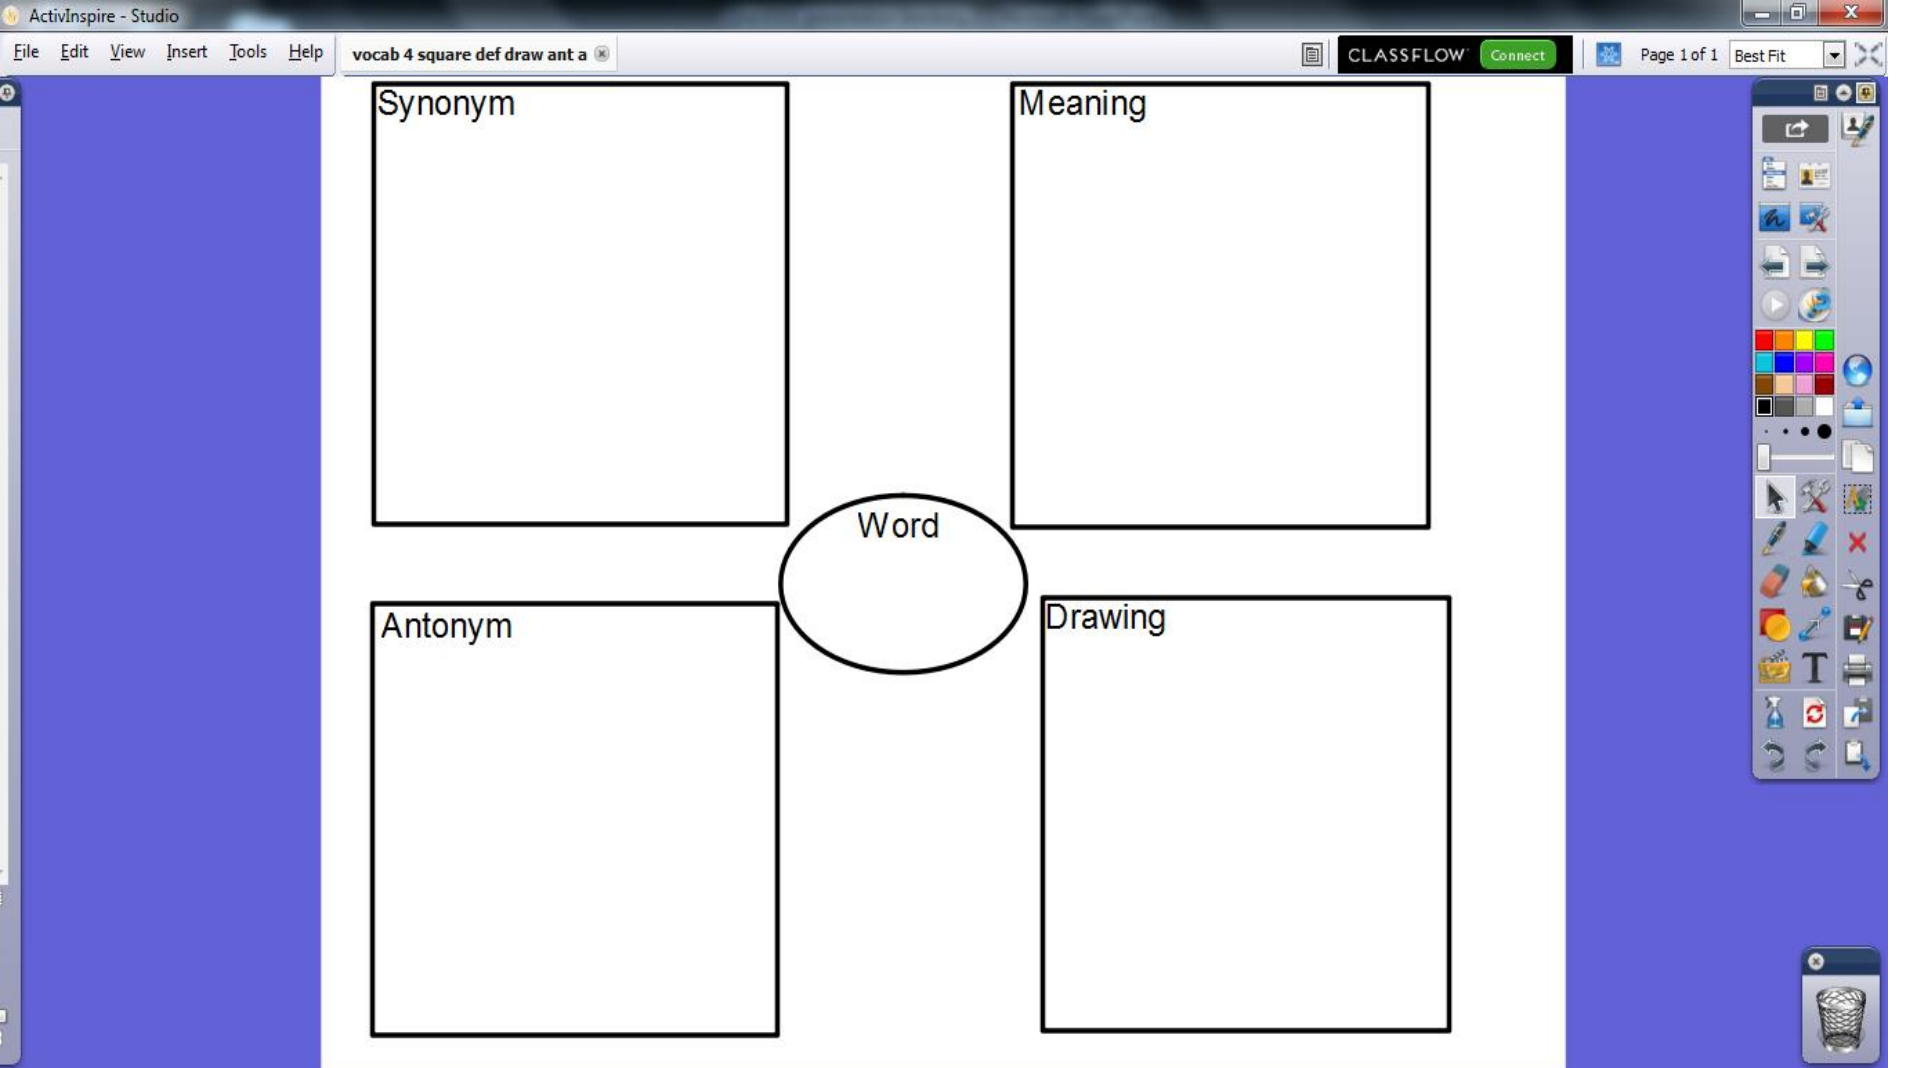 ActivInspire - Studio
File Edit View Insert Tools Help
vocab 4 square def draw ant a
CLASSFLOW Connect
Page 1 of 1 Best Fit
Synonym
Meaning
Word
Antonym
Drawing